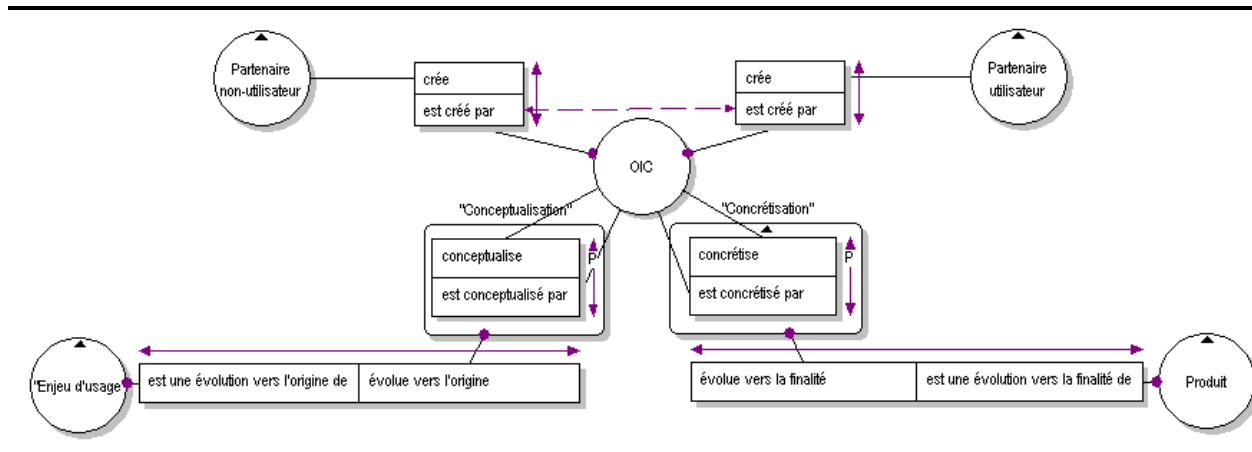 Partenaire
non-utilisateur
crée
est créé par
crée
est créé par
Partenaire
utilisateur
OIC
"Conceptualisation"
"Concrétisation"
conceptualise
P
est conceptualisé par
concrétise
P
est concrétisé par
"Enjeu d'usage
est une évolution vers l'origine de
évolue vers l'origine
évolue vers la finalité
est une évolution vers la finalité de
Produit